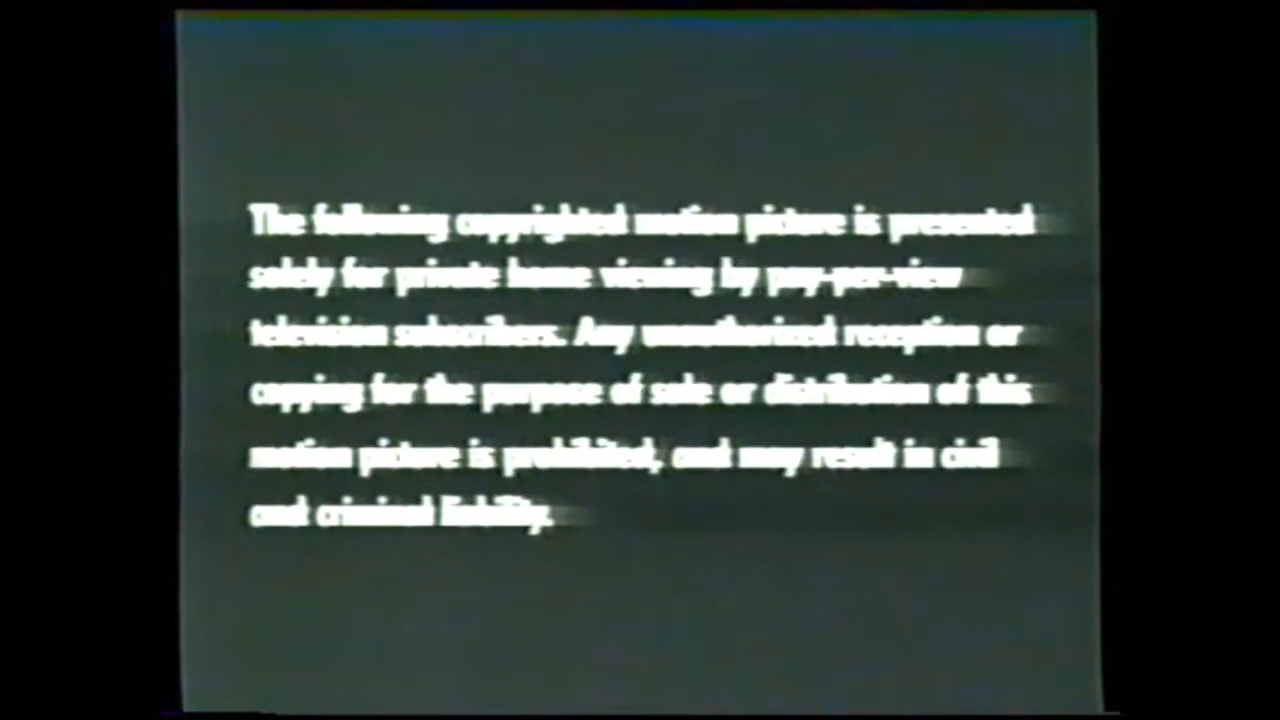 The following copyrighted motion picture is presented
solely for private home viewing by pay-per-view
television subscribers. Any unauthorized reception or
copying for the purpose of sale or distribution of this
motion picture is prohibited, and may result in civil
and criminal liability.